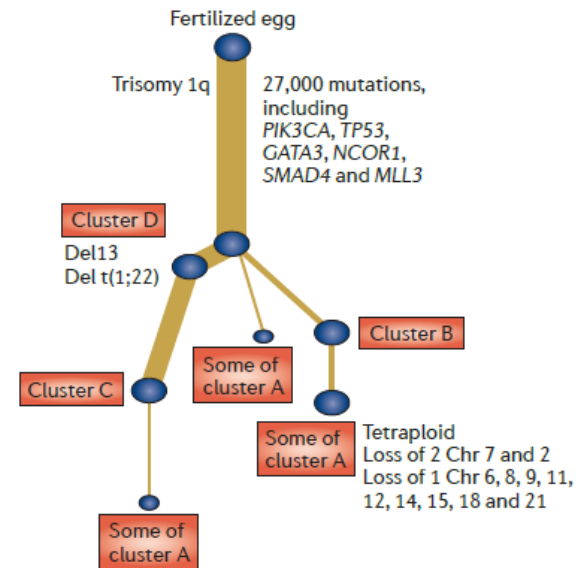 Fertilized egg
Trisomy 1q
27,000 mutations,
including
PIK3CA, TP53,
GATA3, NCOR1,
SMAD4 and MLL3
Cluster D
Del13
Del t(1;22)
Cluster B
Some of
cluster A
Cluster C
Some of
cluster A
Tetraploid
Loss of 2 Chr 7 and 2
Loss of 1 Chr 6, 8, 9, 11,
12, 14, 15, 18 and 21
Some of
cluster A